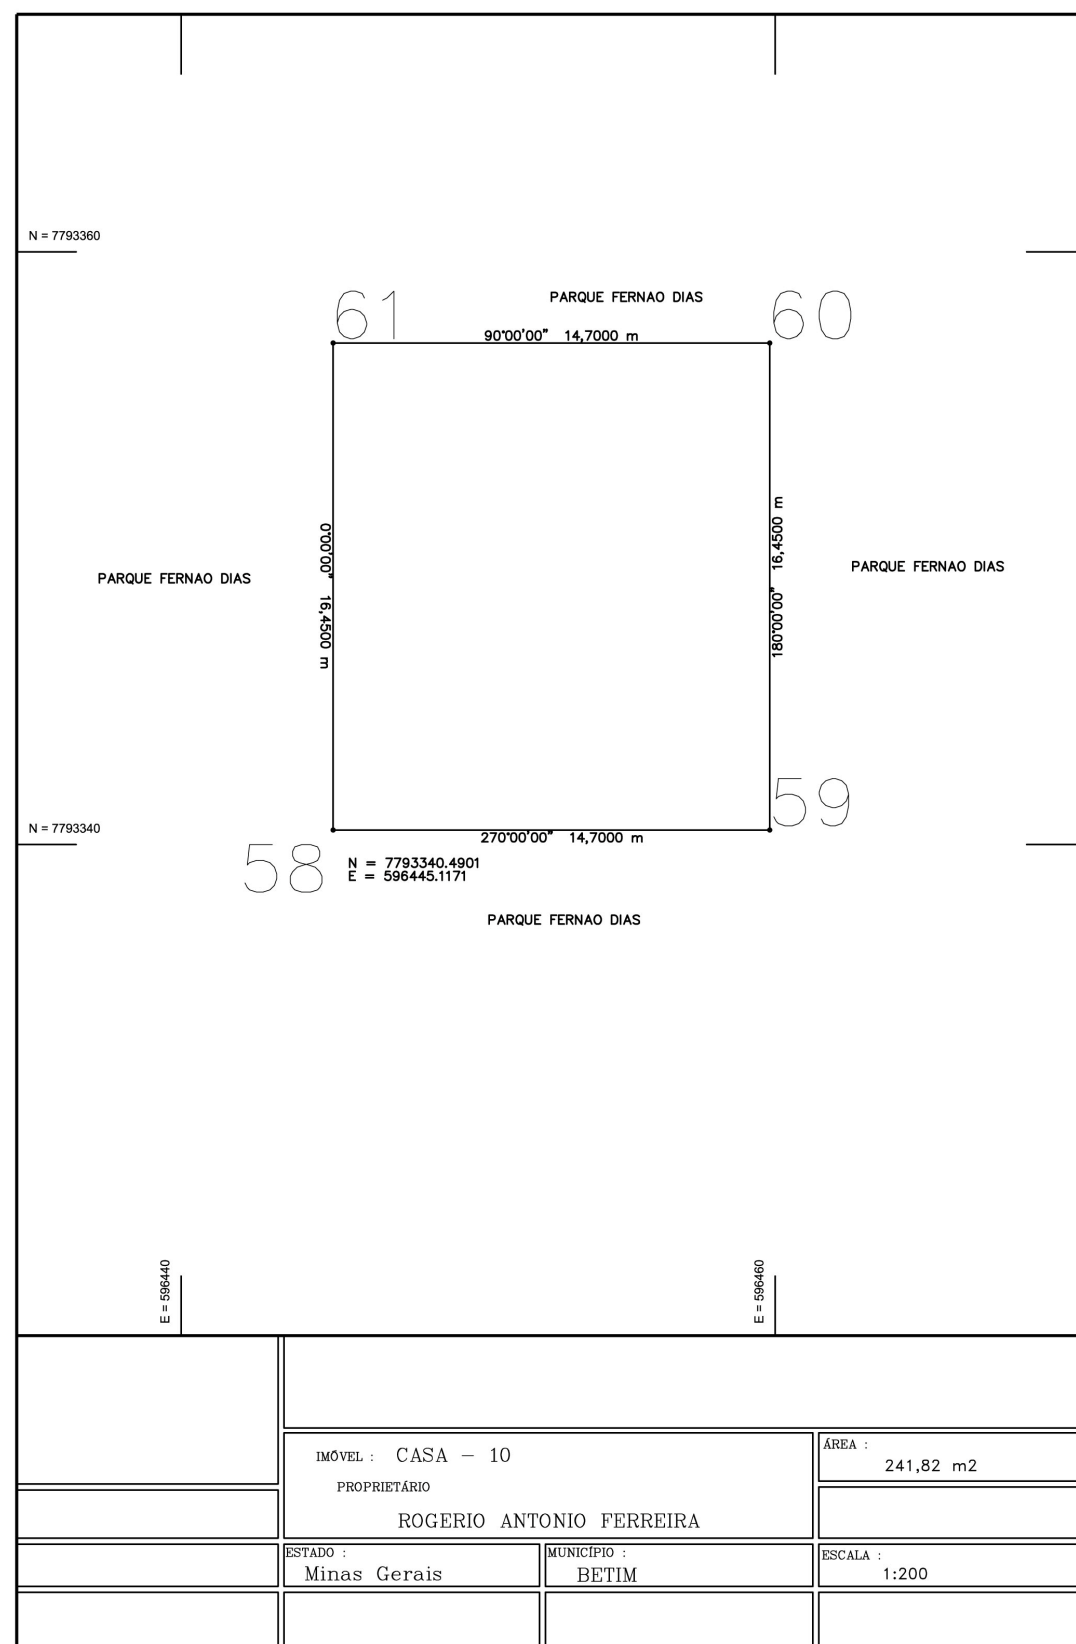 N = 7793360
PARQUE FERNAO DIAS
61
60
90°00'00" 14,7000 m
0°00'00" 16,4500 m
180°00'00" 16,4500 m
PARQUE FERNAO DIAS
PARQUE FERNAO DIAS
59
N = 7793340
270°00'00" 14,7000 m
58
N = 7793340.4901
E = 596445.1171
PARQUE FERNAO DIAS
E = 596440
E = 596460
IMÓVEL : CASA - 10
ÁREA :
241,82 m2
PROPRIETÁRIO
ROGERIO ANTONIO FERREIRA
ESTADO :
Minas Gerais
MUNICÍPIO :
BETIM
ESCALA :
1:200